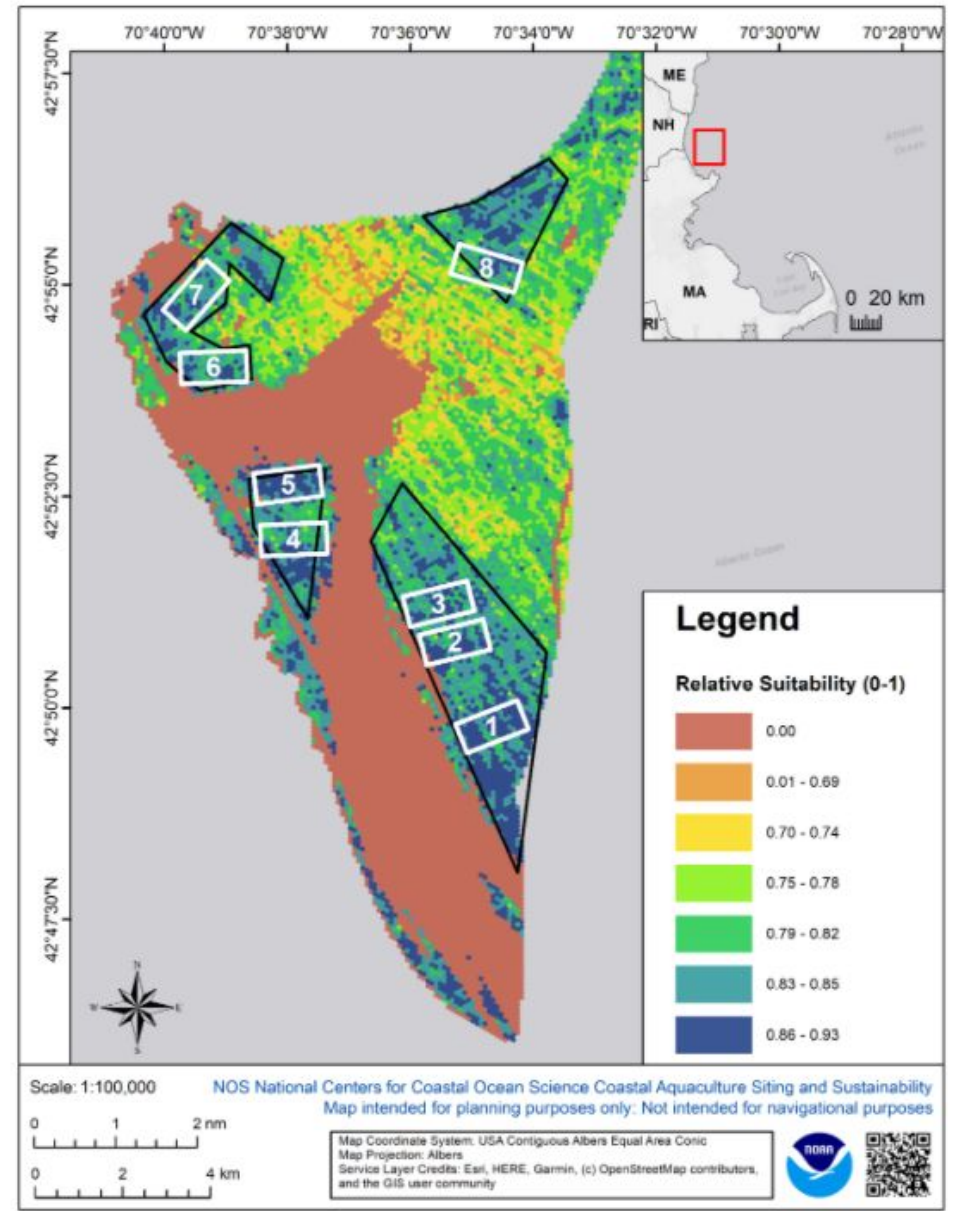 70°40'0"W 70°38'0"W 70°36'0"W 70°34'0"W 70°32'0"W 70°30'0"W 70°28'0"W
42°57'30"N
42°55'0"N
42°52'30"N
42°50'0"N
42°47'30"N
ME
NH
Atlantic
Ocean
MA
RI
0 20 km
8
7
6
5
4
3
2
1
Atlantic Ocean
N
W E
S
Legend
Relative Suitability (0-1)
0.00
0.01 - 0.69
0.70 - 0.74
0.75 - 0.78
0.79 - 0.82
0.83 - 0.85
0.86 - 0.93
Scale: 1:100,000
0 1 2 nm
0 2 4 km
NOS National Centers for Coastal Ocean Science Coastal Aquaculture Siting and Sustainability
Map intended for planning purposes only: Not intended for navigational purposes
Map Coordinate System: USA Contiguous Albers Equal Area Conic
Map Projection: Albers
Service Layer Credits: Esri, HERE, Garmin, (c) OpenStreetMap contributors,
and the GIS user community
NOAA